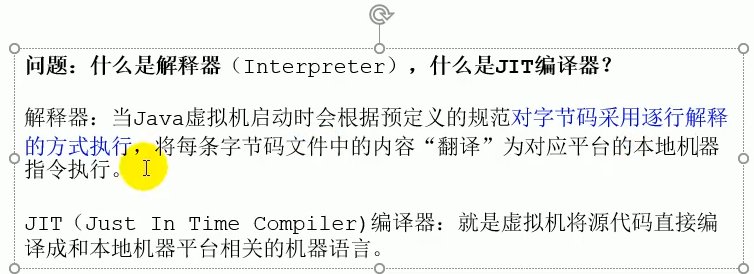 问题：什么是解释器（Interpreter），什么是JIT编译器？
解释器：当Java虚拟机启动时会根据预定义的规范对字节码采用逐行解释
的方式执行，将每条字节码文件中的内容“翻译”为对应平台的本地机器
指令执行。
JIT（Just In Time Compiler)编译器：就是虚拟机将源代码直接编
译成和本地机器平台相关的机器语言。